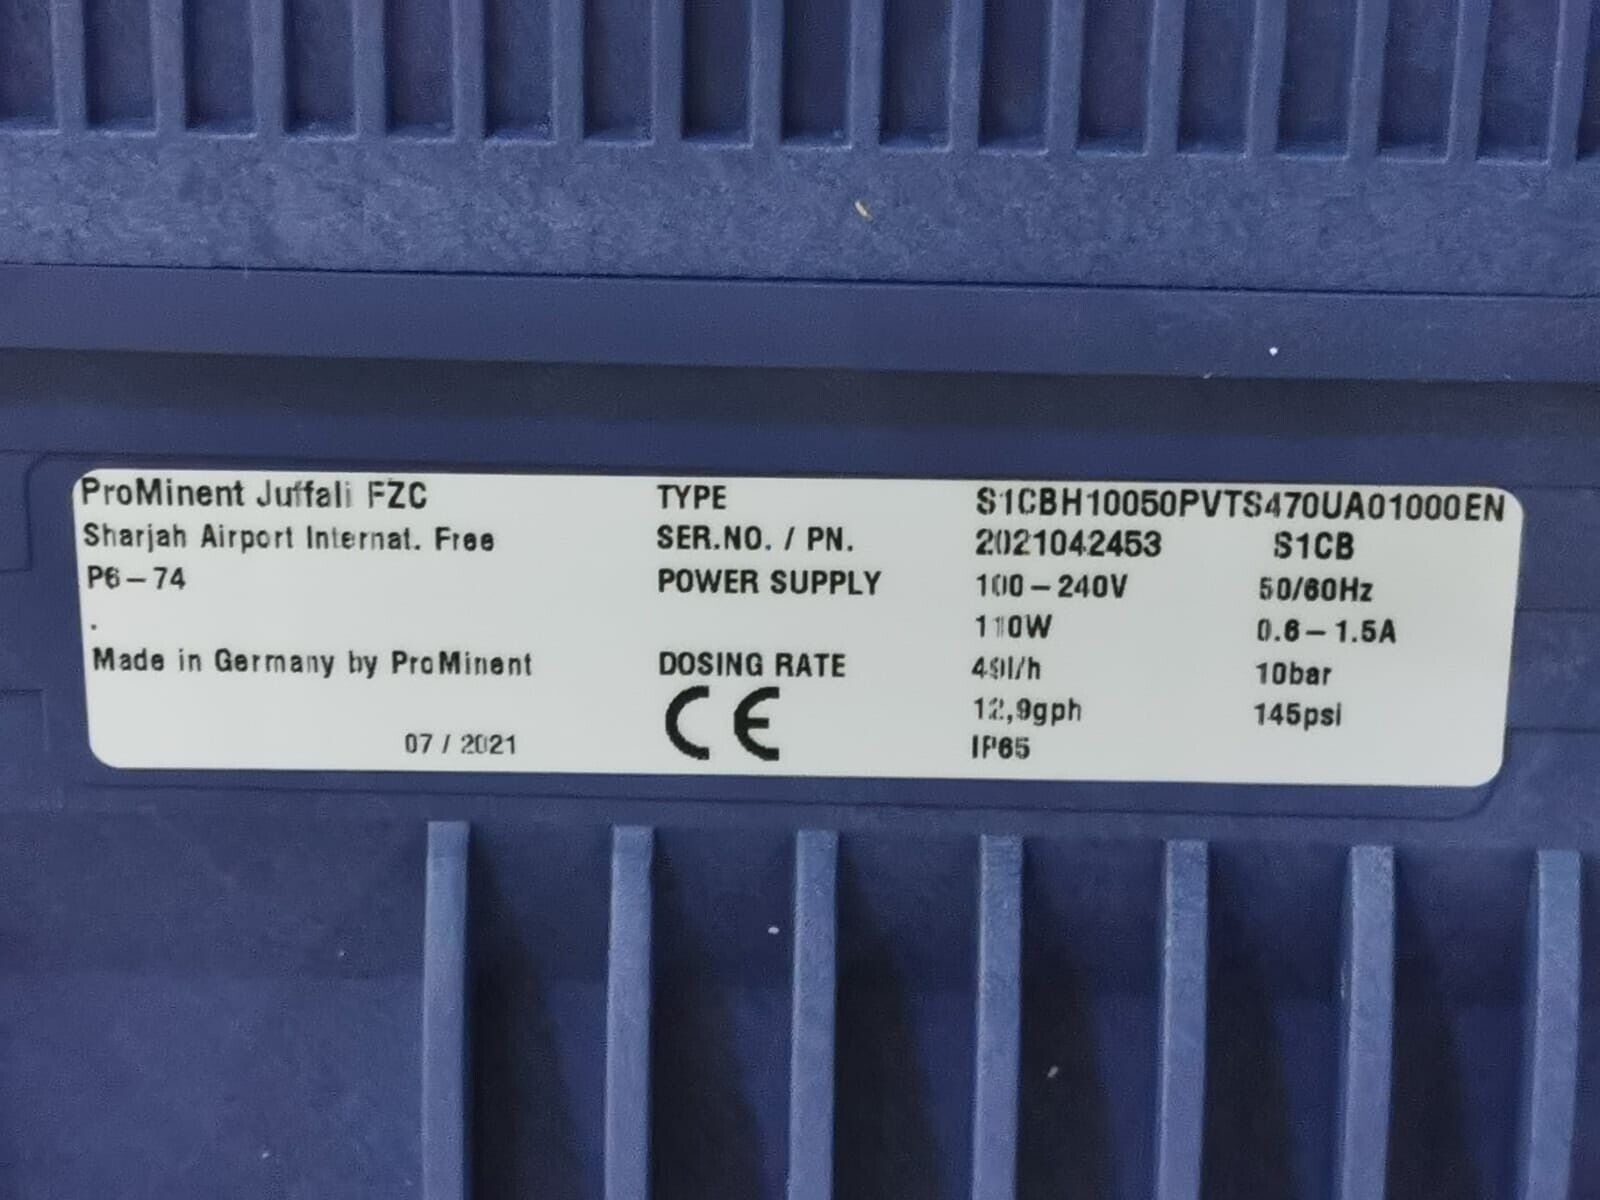 ProMinent Juffali FZC
Sharjah Airport Internat. Free
P6-74
.
Made in Germany by ProMinent
07 / 2021
TYPE S1CBH10050PVTS470UA01000EN
SER.NO. / PN. 2021042453 S1CB
POWER SUPPLY 100-240V 50/60Hz
110W 0.6-1.5A
DOSING RATE 49l/h 10bar
12,9gph 145psi
CE IP65